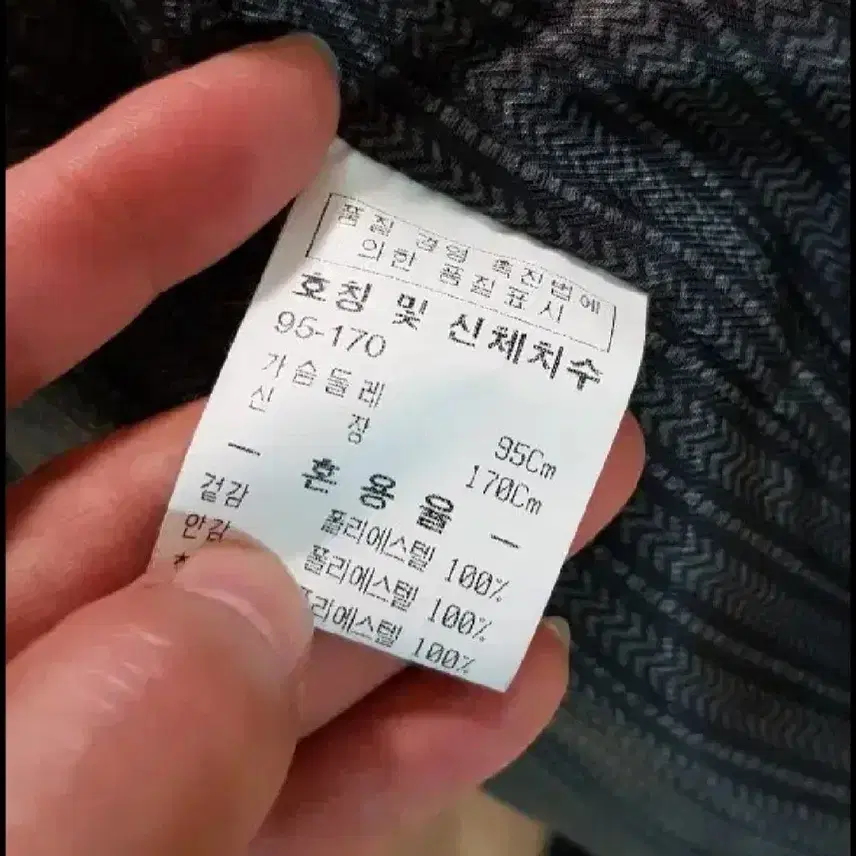 품질 경영 촉진법에
의한 품질표시
호칭 및 신체치수
95-170
가슴둘레 95Cm
신 장 170Cm
— 혼 용 율 —
겉감 폴리에스텔 100%
안감 폴리에스텔 100%
* 폴리에스텔 100%